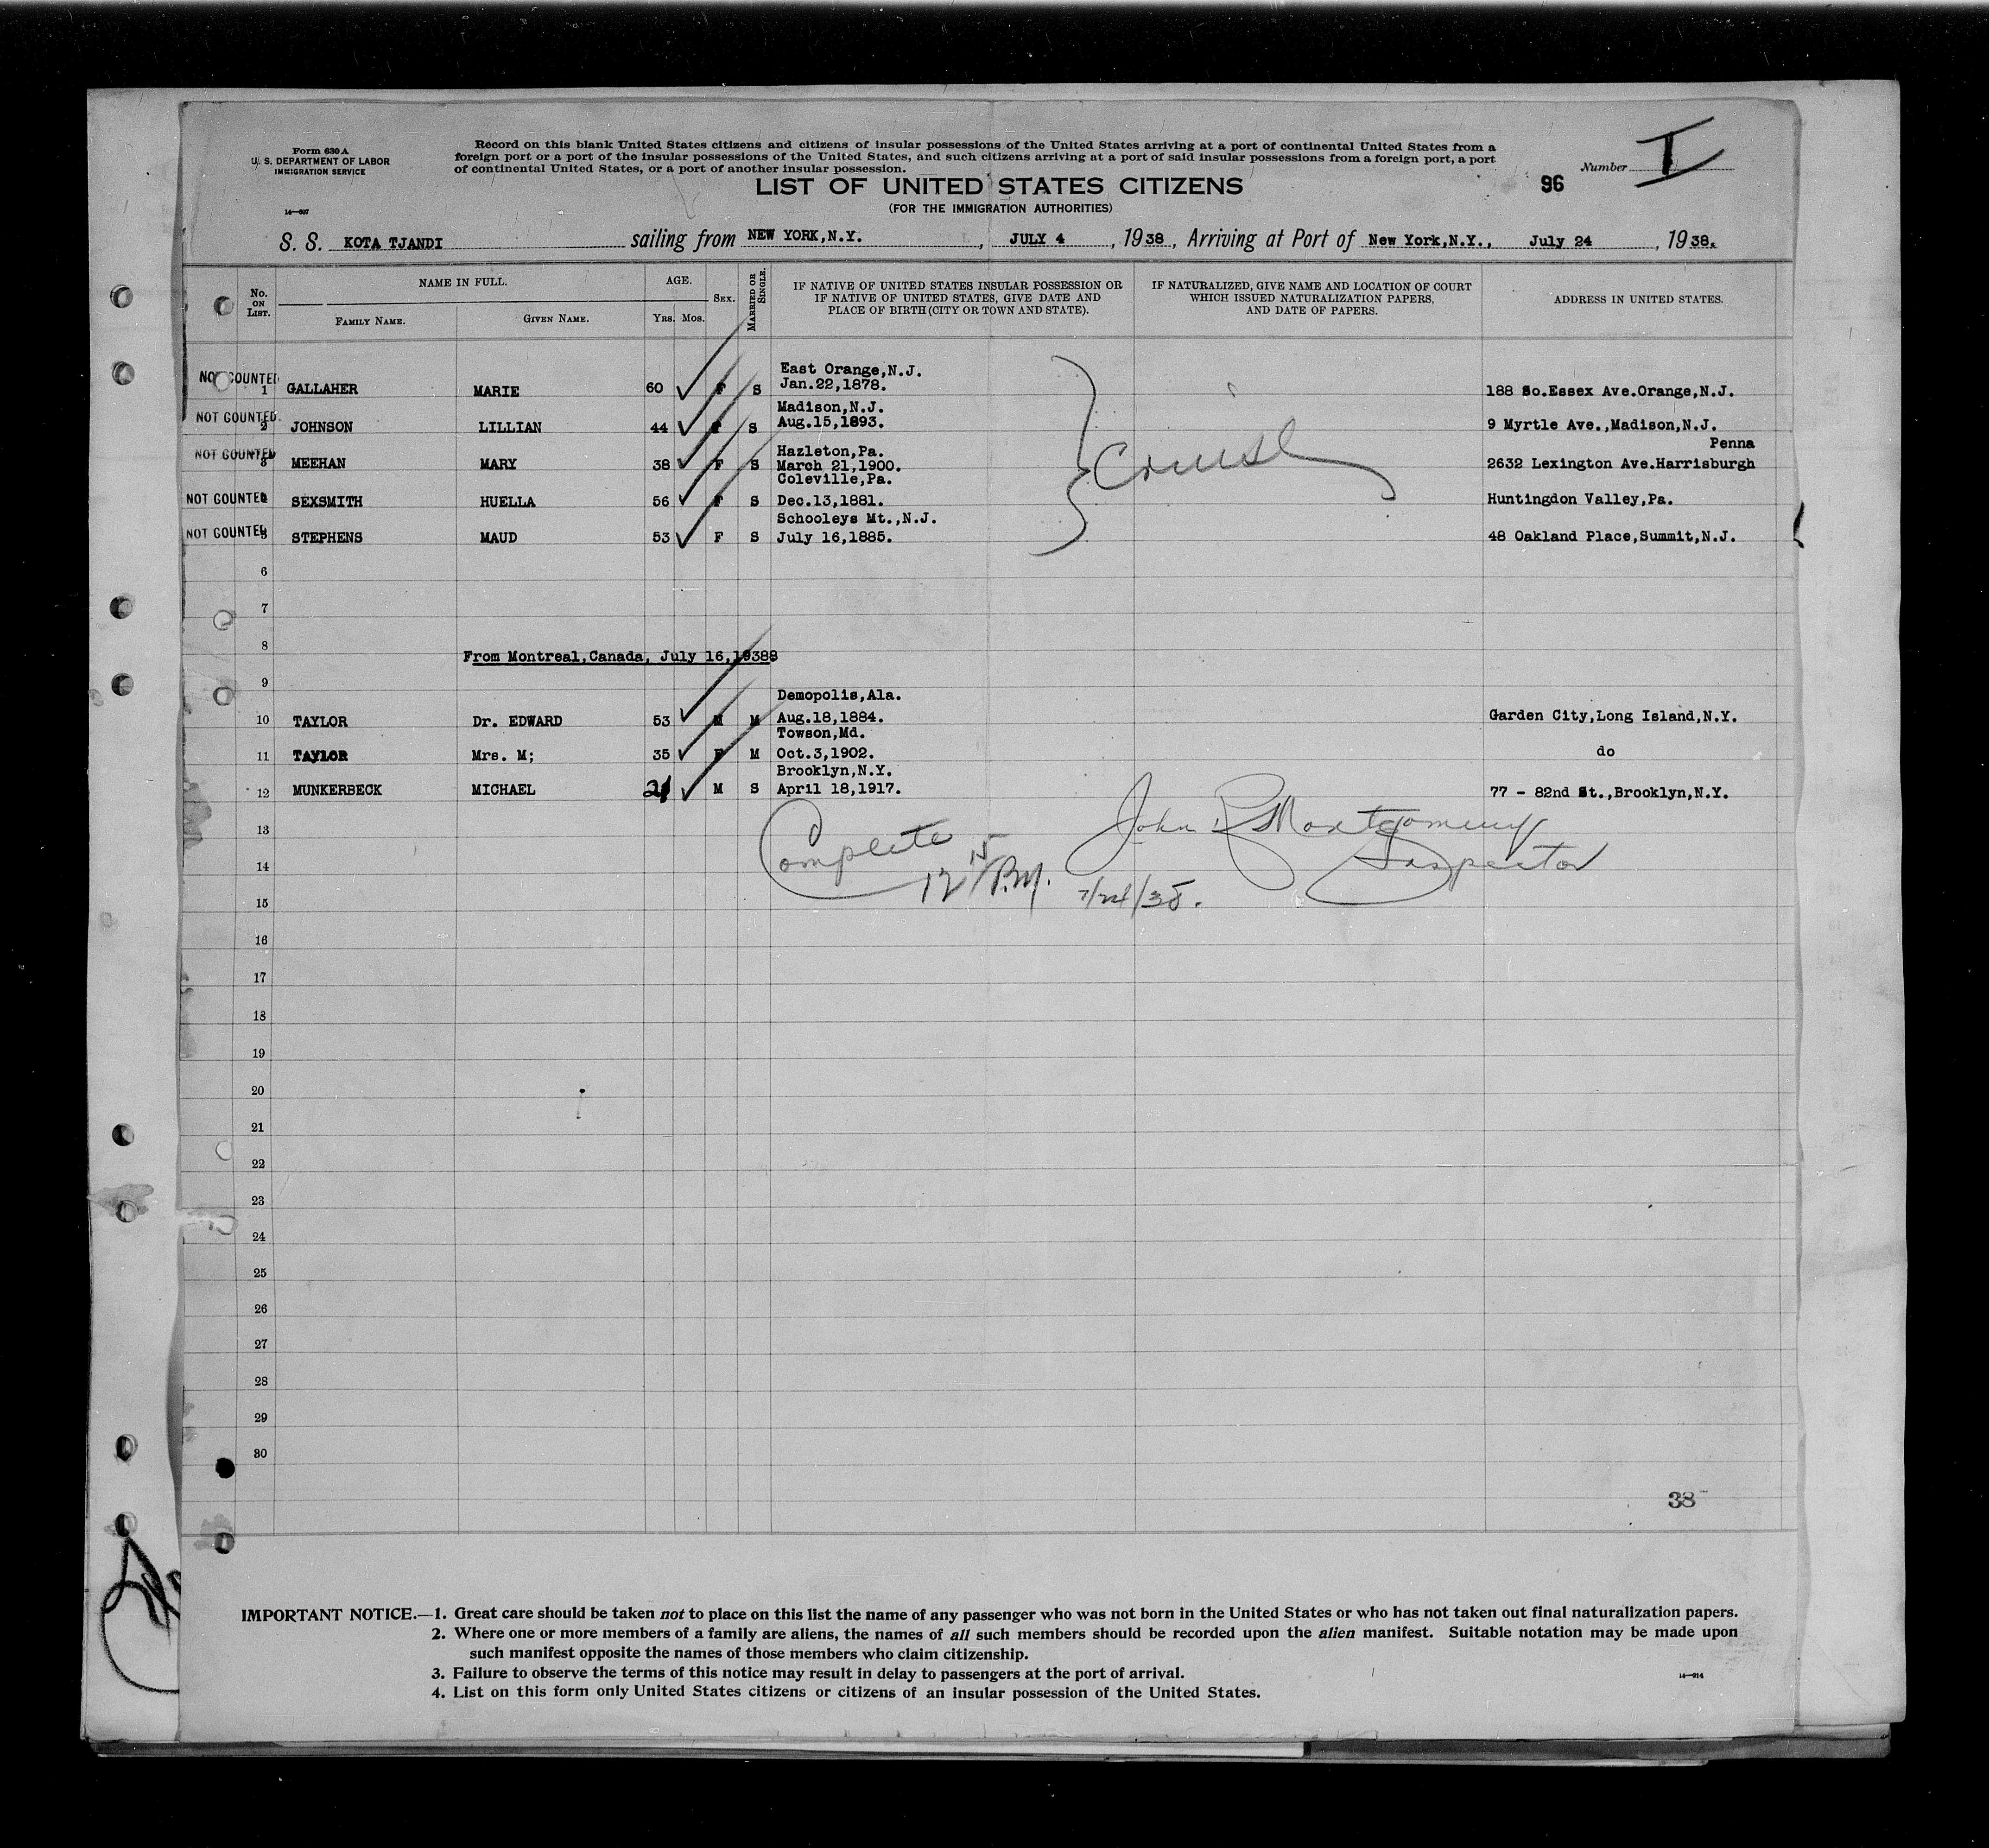 Form 630 A
U. S. DEPARTMENT OF LABOR
IMMIGRATION SERVICE
14—607
Record on this blank United States citizens and citizens of insular possessions of the United States arriving at a port of continental United States from a
foreign port or a port of the insular possessions of the United States, and such citizens arriving at a port of said insular possessions from a foreign port, a port
of continental United States, or a port of another insular possession.
LIST OF UNITED STATES CITIZENS
(FOR THE IMMIGRATION AUTHORITIES)
96
Number I
S. S. KOTA TJANDI sailing from NEW YORK,N.Y. , JULY 4 , 1938 , Arriving at Port of New York,N.Y., July 24 , 1938.
No. ON LIST.
NAME IN FULL.
FAMILY NAME.
GIVEN NAME.
AGE.
Yrs. Mos.
SEX.
MARRIED OR SINGLE.
IF NATIVE OF UNITED STATES INSULAR POSSESSION OR
IF NATIVE OF UNITED STATES, GIVE DATE AND
PLACE OF BIRTH (CITY OR TOWN AND STATE).
IF NATURALIZED, GIVE NAME AND LOCATION OF COURT
WHICH ISSUED NATURALIZATION PAPERS,
AND DATE OF PAPERS.
ADDRESS IN UNITED STATES.
East Orange,N.J.
NOT COUNTED 1 GALLAHER MARIE 60 ✓ F S Jan.22,1878. 188 So.Essex Ave.Orange,N.J.
Madison,N.J.
NOT COUNTED 2 JOHNSON LILLIAN 44 ✓ F S Aug.15,1893. 9 Myrtle Ave.,Madison,N.J.
Hazleton,Pa. Penna
NOT COUNTED 3 MEEHAN MARY 38 ✓ F S March 21,1900. 2632 Lexington Ave.Harrisburgh
Coleville,Pa.
NOT COUNTED 4 SEXSMITH HUELLA 56 ✓ F S Dec.13,1881. Huntingdon Valley,Pa.
Schooleys Mt.,N.J.
NOT COUNTED 5 STEPHENS MAUD 53 ✓ F S July 16,1885. 48 Oakland Place,Summit,N.J.
6
7
8
From Montreal,Canada, July 16,19388
9
Demopolis,Ala.
10 TAYLOR Dr. EDWARD 53 ✓ M M Aug.18,1884. Garden City,Long Island,N.Y.
Towson,Md.
11 TAYLOR Mrs. M; 35 ✓ F M Oct.3,1902. do
Brooklyn,N.Y.
12 MUNKERBECK MICHAEL 21 ✓ M S April 18,1917. 77 - 82nd St.,Brooklyn,N.Y.
13
Complete John R Montgomery
14
12 15/P.M. 7/24/38. Inspector
15
16
17
18
19
20
21
22
23
24
25
26
27
28
29
30
38
IMPORTANT NOTICE.—1. Great care should be taken not to place on this list the name of any passenger who was not born in the United States or who has not taken out final naturalization papers.
2. Where one or more members of a family are aliens, the names of all such members should be recorded upon the alien manifest. Suitable notation may be made upon
such manifest opposite the names of those members who claim citizenship.
3. Failure to observe the terms of this notice may result in delay to passengers at the port of arrival.
4. List on this form only United States citizens or citizens of an insular possession of the United States.
14—914